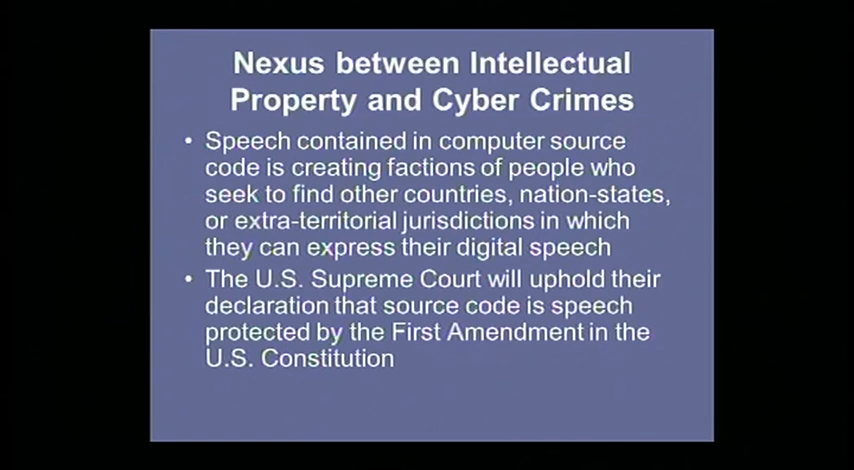 Nexus between Intellectual
Property and Cyber Crimes
• Speech contained in computer source
code is creating factions of people who
seek to find other countries, nation-states,
or extra-territorial jurisdictions in which
they can express their digital speech
• The U.S. Supreme Court will uphold their
declaration that source code is speech
protected by the First Amendment in the
U.S. Constitution